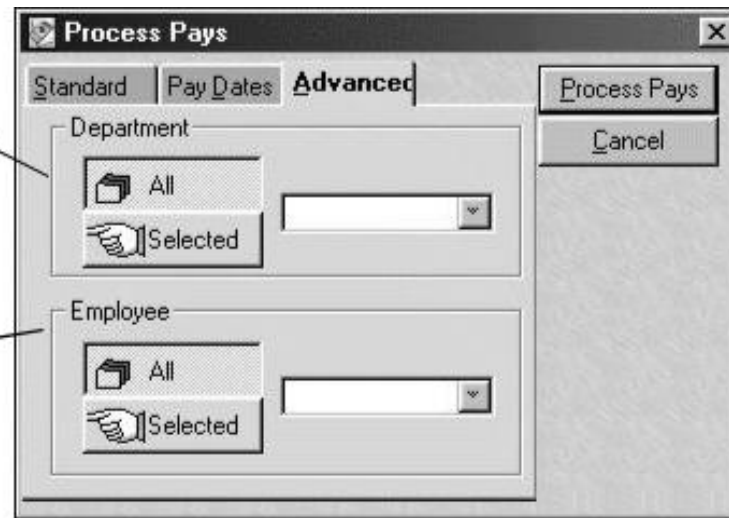 Process Pays
Standard
Pay Dates
Advanced
Process Pays
Cancel
Department
All
Selected
Employee
All
Selected